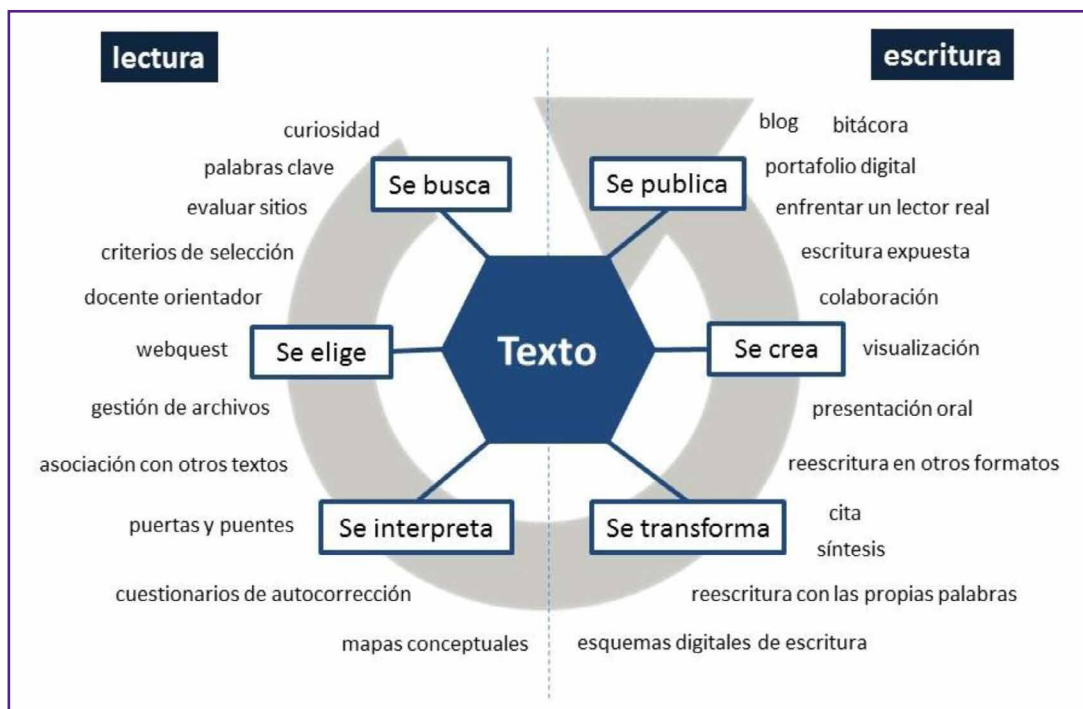 lectura
escritura
curiosidad
palabras clave
evaluar sitios
criterios de selección
docente orientador
webquest
gestión de archivos
asociación con otros textos
puertas y puentes
cuestionarios de autocorrección
mapas conceptuales
Se busca
Se elige
Se interpreta
Texto
Se publica
Se crea
Se transforma
blog
bitácora
portafolio digital
enfrentar un lector real
escritura expuesta
colaboración
visualización
presentación oral
reescritura en otros formatos
cita
síntesis
reescritura con las propias palabras
esquemas digitales de escritura